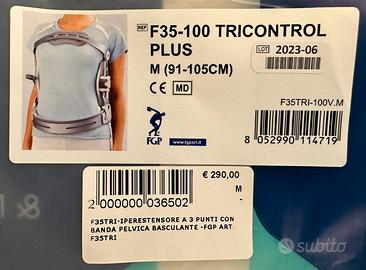 REF F35-100 TRICONTROL
PLUS
LOT 2023-06
M (91-105CM)
CE MD
F35TRI-100V.M
FGP
www.fgpsrl.it
8 052990 114719
€ 290,00
M
-
2 000000 036502
F35TRI-IPERESTENSORE A 3 PUNTI CON
BANDA PELVICA BASCULANTE -FGP ART.
F35TRI
subito